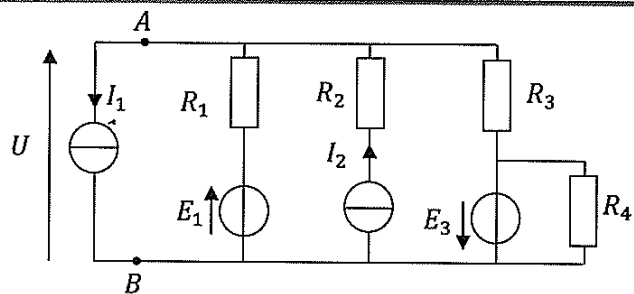 A
I₁
R₁
R₂
R₃
U
I₂
E₁
E₃
R₄
B